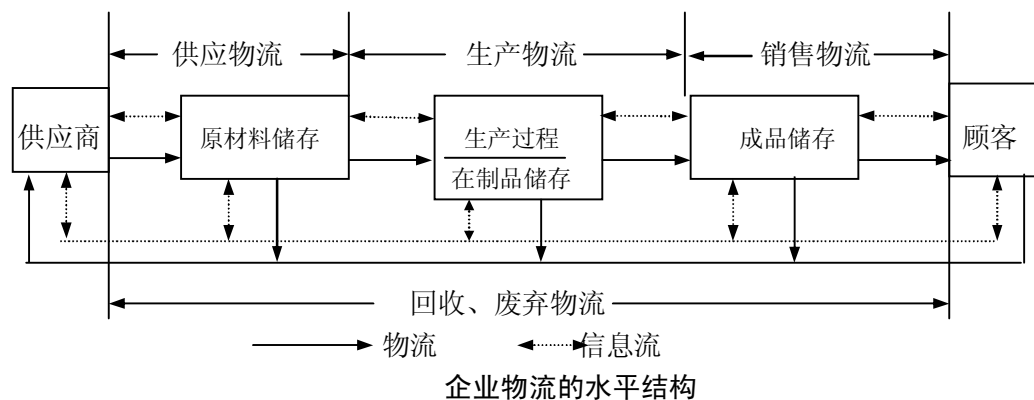 供应物流
生产物流
销售物流
供应商
原材料储存
生产过程
在制品储存
成品储存
顾客
回收、废弃物流
物流
信息流
企业物流的水平结构